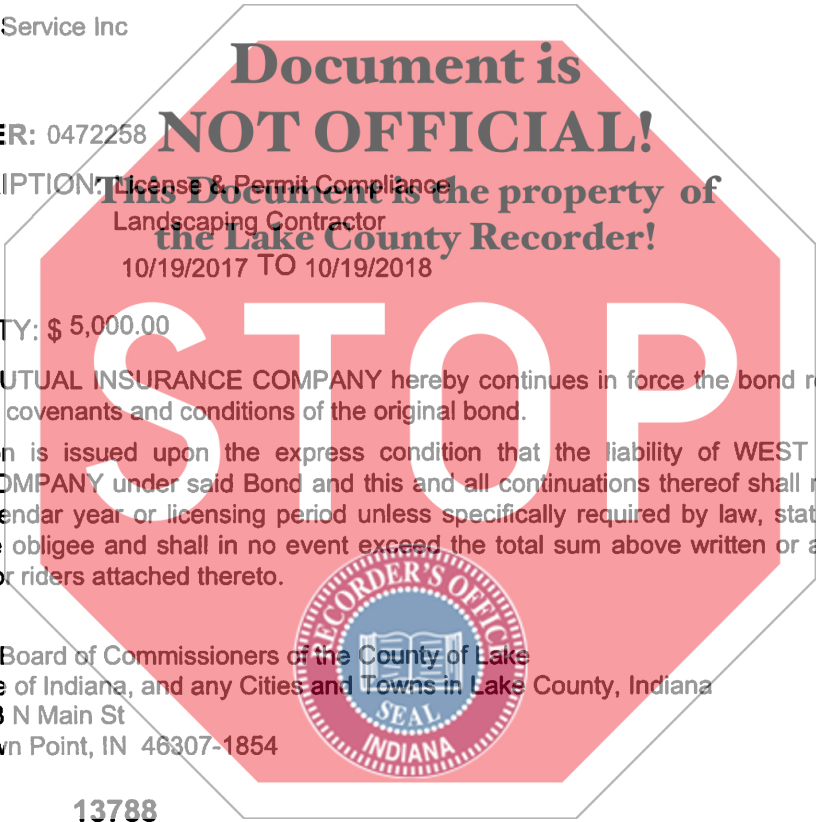 Service Inc
Document is
NOT OFFICIAL!
ER: 0472258
IPTION: License & Permit Compliance
This Document is the property of
Landscaping Contractor
the Lake County Recorder!
10/19/2017 TO 10/19/2018
TY: $ 5,000.00
STOP
UTUAL INSURANCE COMPANY hereby continues in force the bond r
covenants and conditions of the original bond.
n is issued upon the express condition that the liability of WEST
OMPANY under said Bond and this and all continuations thereof shall
endar year or licensing period unless specifically required by law, stat
obligee and shall in no event exceed the total sum above written or a
or riders attached thereto.
RECORDER'S OFFICE
SEAL
INDIANA
Board of Commissioners of the County of Lake
e of Indiana, and any Cities and Towns in Lake County, Indiana
N Main St
wn Point, IN 46307-1854
13788